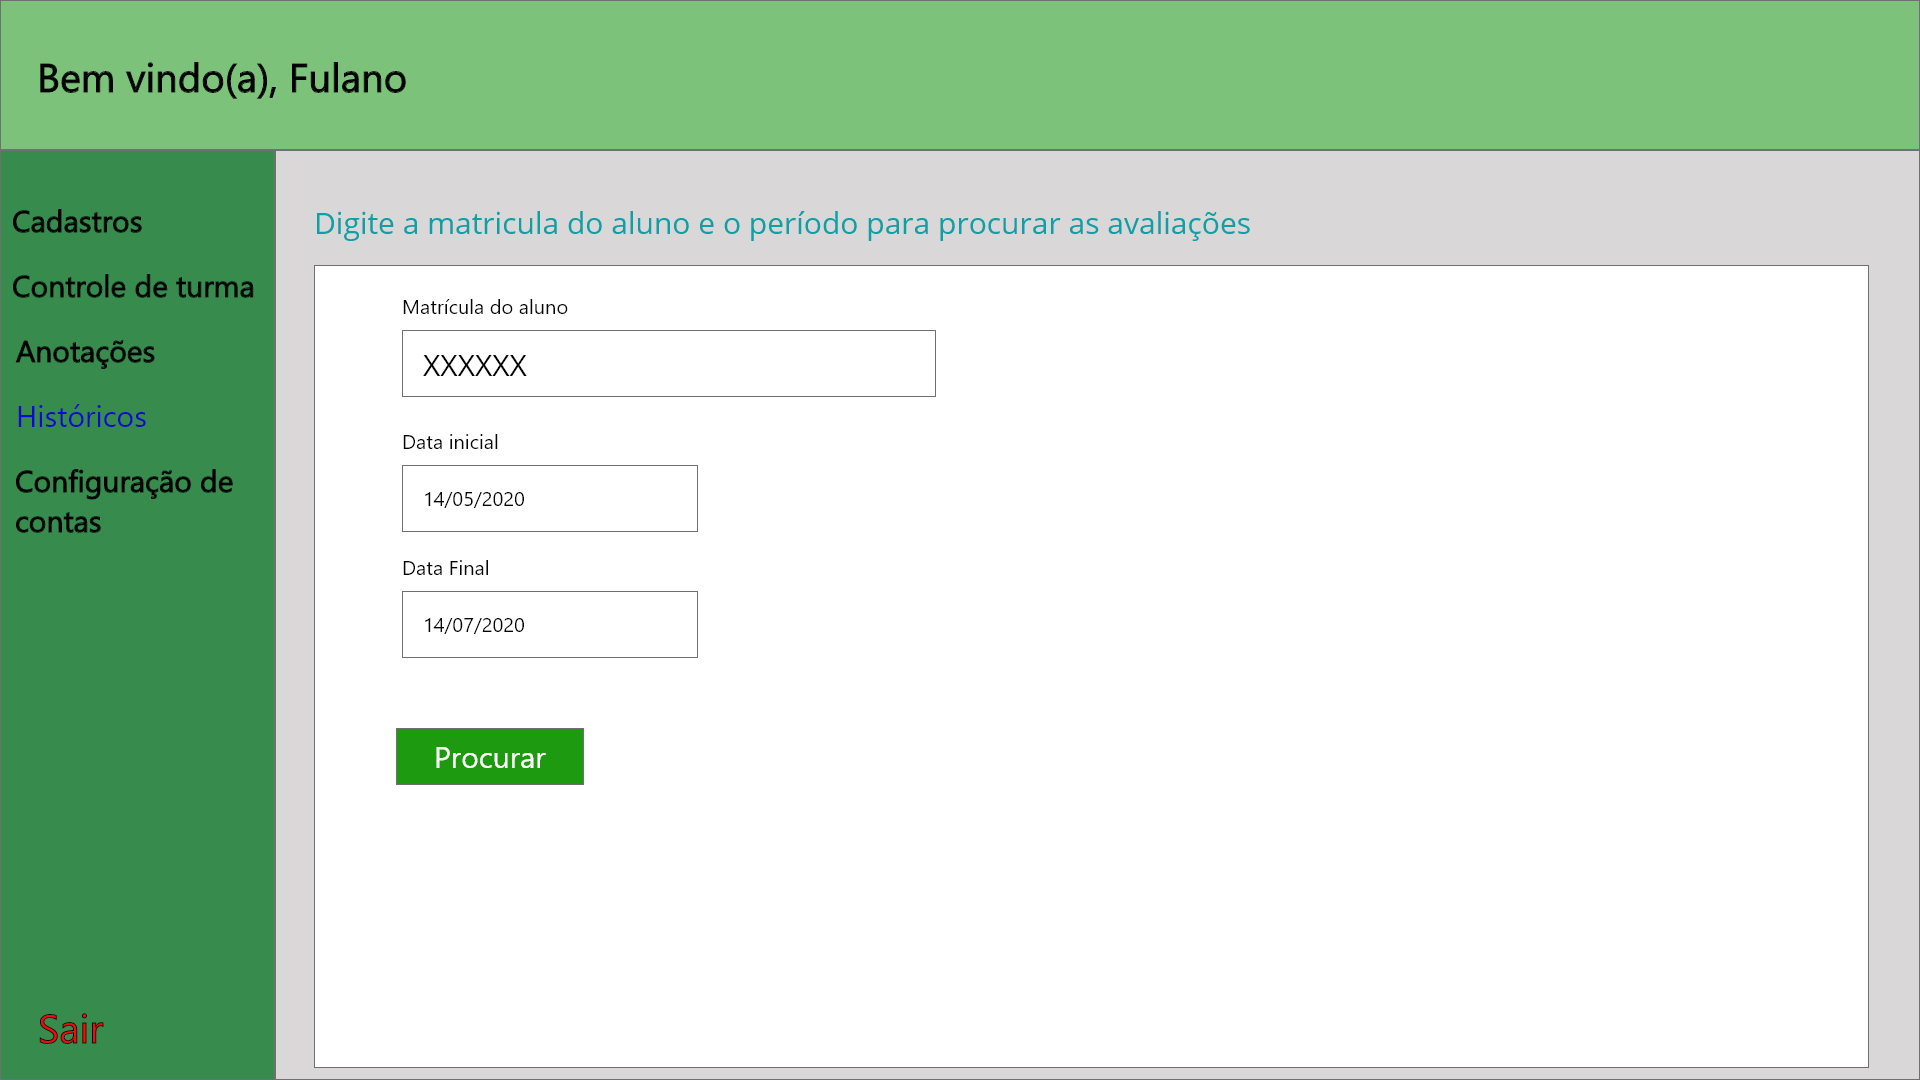 Bem vindo(a), Fulano
Cadastros
Controle de turma
Anotações
Históricos
Configuração de
contas
Sair
Digite a matricula do aluno e o período para procurar as avaliações
Matrícula do aluno
XXXXXX
Data inicial
14/05/2020
Data Final
14/07/2020
Procurar